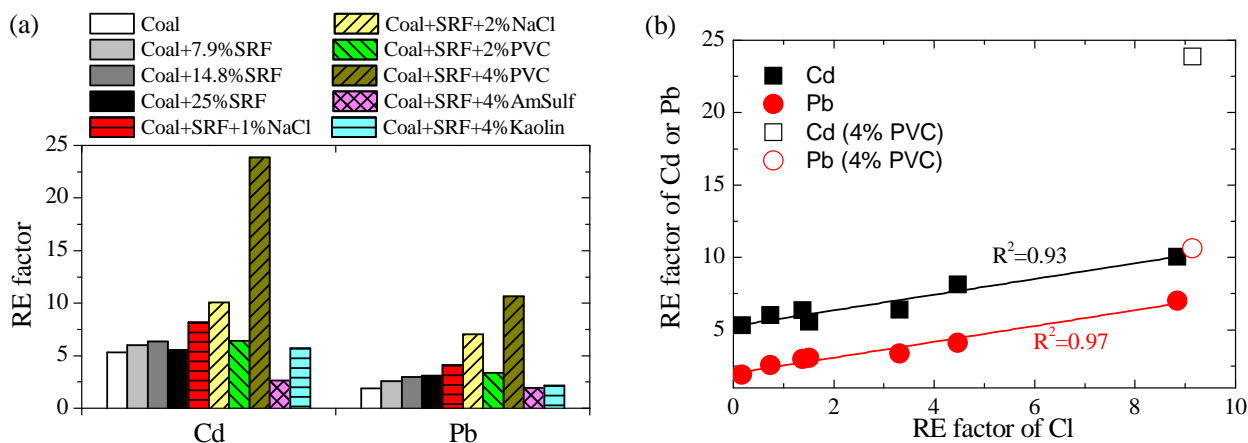 (a)
Coal
Coal+7.9%SRF
Coal+14.8%SRF
Coal+25%SRF
Coal+SRF+1%NaCl
Coal+SRF+2%NaCl
Coal+SRF+2%PVC
Coal+SRF+4%PVC
Coal+SRF+4%AmSulf
Coal+SRF+4%Kaolin
25
20
15
10
5
0
RE factor
Cd Pb
(b)
25
20
15
10
5
RE factor of Cd or Pb
Cd
Pb
Cd (4% PVC)
Pb (4% PVC)
R²=0.93
R²=0.97
0 2 4 6 8 10
RE factor of Cl